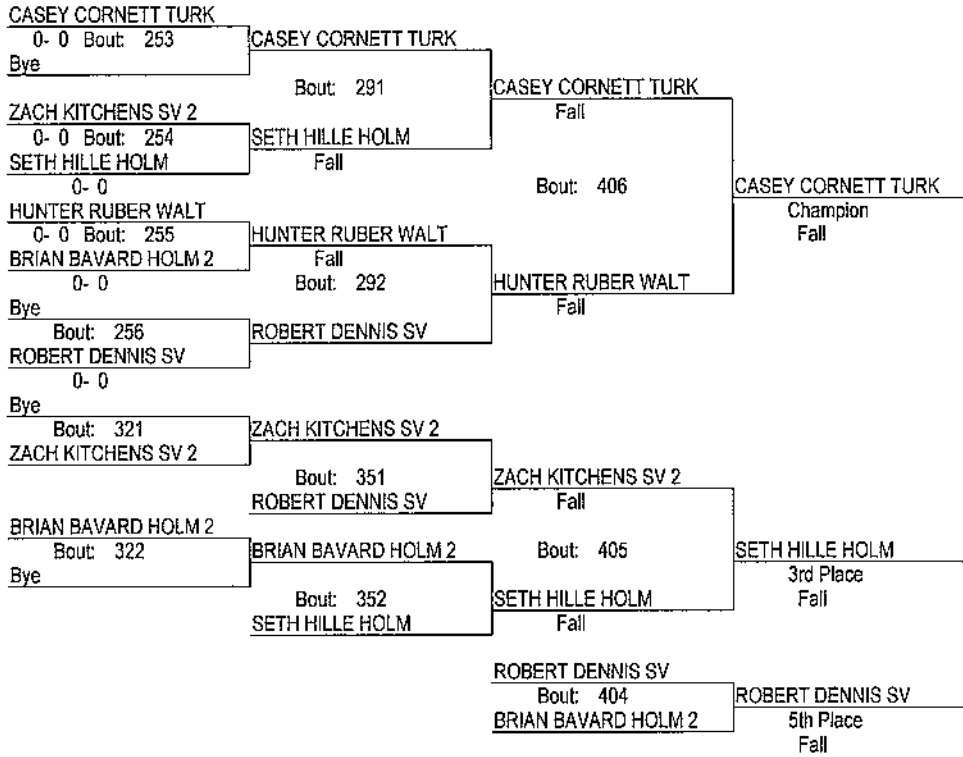 CASEY CORNETT TURK
0- 0 Bout: 253
Bye
CASEY CORNETT TURK
Bout: 291
ZACH KITCHENS SV 2
0- 0 Bout: 254
SETH HILLE HOLM
0- 0
SETH HILLE HOLM
Fall
CASEY CORNETT TURK
Fall
Bout: 406
HUNTER RUBER WALT
0- 0 Bout: 255
BRIAN BAVARD HOLM 2
0- 0
HUNTER RUBER WALT
Fall
Bout: 292
Bye
Bout: 256
ROBERT DENNIS SV
0- 0
ROBERT DENNIS SV
HUNTER RUBER WALT
Fall
CASEY CORNETT TURK
Champion
Fall
Bye
Bout: 321
ZACH KITCHENS SV 2
ZACH KITCHENS SV 2
Bout: 351
ROBERT DENNIS SV
ZACH KITCHENS SV 2
Fall
Bout: 405
BRIAN BAVARD HOLM 2
Bout: 322
Bye
BRIAN BAVARD HOLM 2
Bout: 352
SETH HILLE HOLM
SETH HILLE HOLM
Fall
SETH HILLE HOLM
3rd Place
Fall
ROBERT DENNIS SV
Bout: 404
BRIAN BAVARD HOLM 2
ROBERT DENNIS SV
5th Place
Fall